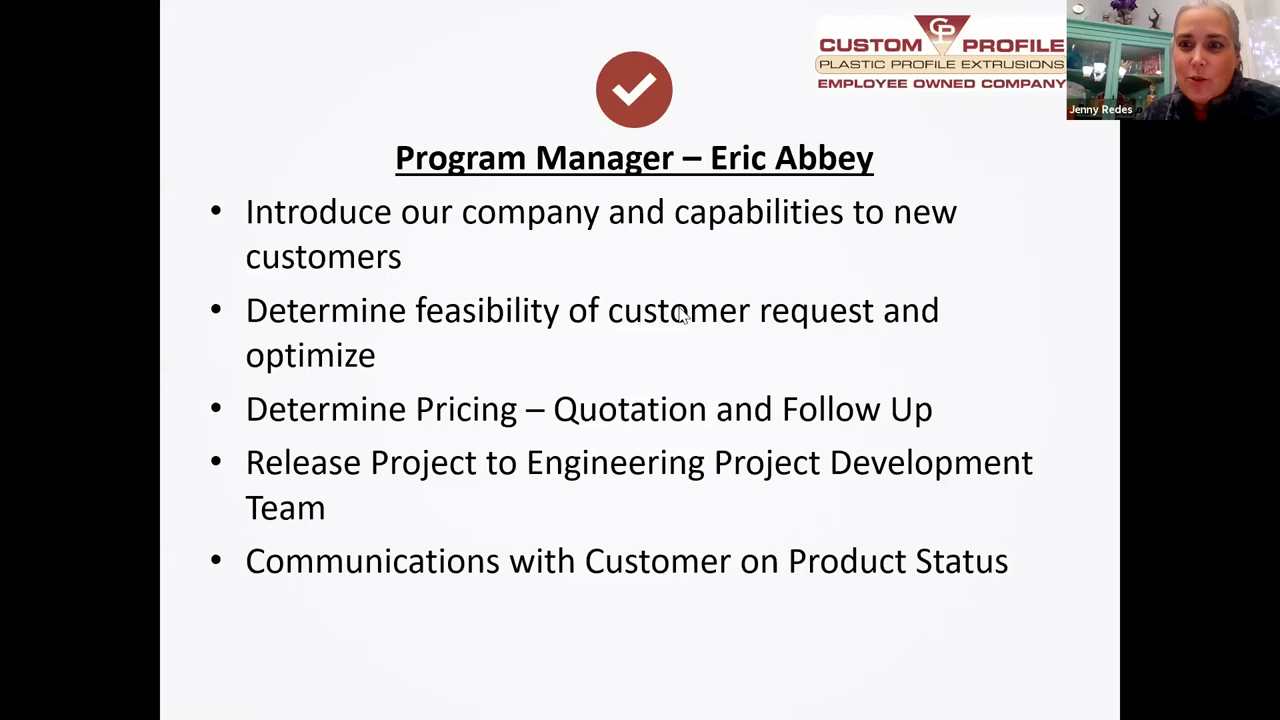 CP
CUSTOM PROFILE
PLASTIC PROFILE EXTRUSIONS
EMPLOYEE OWNED COMPANY
Jenny Redes
Program Manager – Eric Abbey
• Introduce our company and capabilities to new
customers
• Determine feasibility of customer request and
optimize
• Determine Pricing – Quotation and Follow Up
• Release Project to Engineering Project Development
Team
• Communications with Customer on Product Status